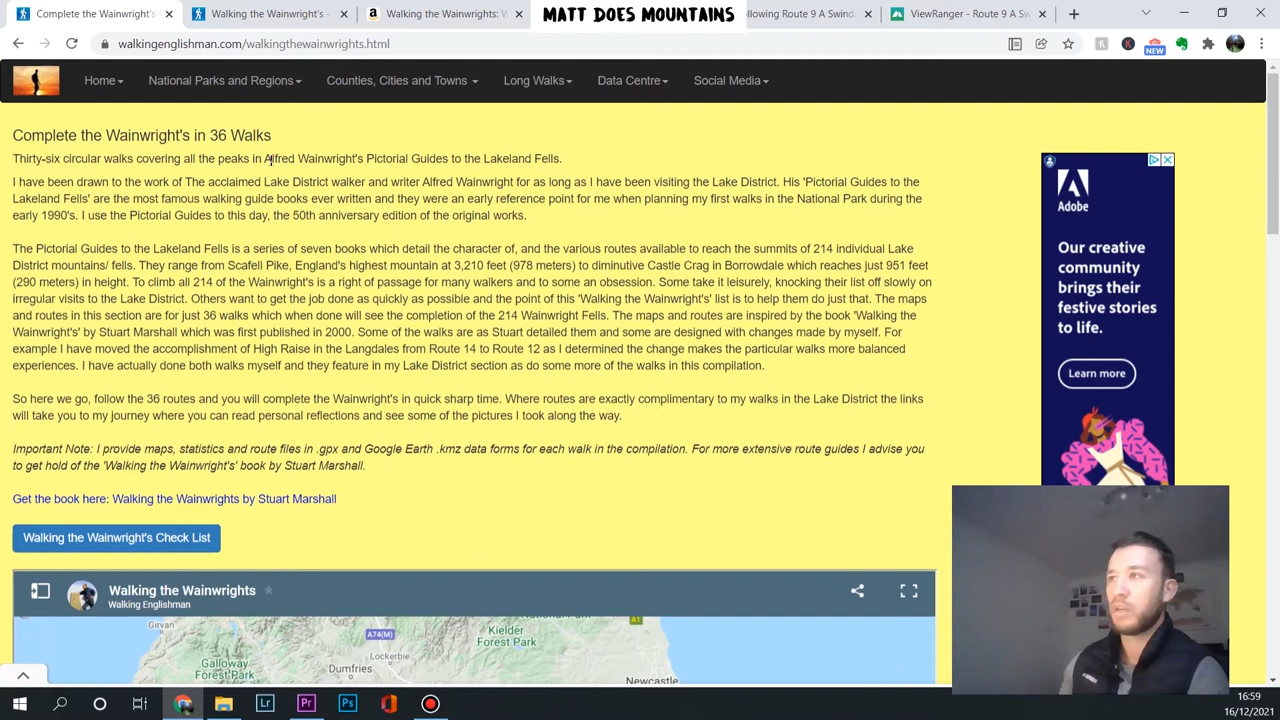 Complete the Wainwright's in 36
Walking the Wainwright's -
Walking the Wainwright's: W
MATT DOES MOUNTAINS
ollowing Route 9 A Swinda
ViewRanger - Route 9 A Sw
walkingenglishman.com/walkingthewainwrights.html
NEW
Home National Parks and Regions Counties, Cities and Towns Long Walks Data Centre Social Media
Complete the Wainwright's in 36 Walks
Thirty-six circular walks covering all the peaks in Alfred Wainwright's Pictorial Guides to the Lakeland Fells.
I have been drawn to the work of The acclaimed Lake District walker and writer Alfred Wainwright for as long as I have been visiting the Lake District. His 'Pictorial Guides to the
Lakeland Fells' are the most famous walking guide books ever written and they were an early reference point for me when planning my first walks in the National Park during the
early 1990's. I use the Pictorial Guides to this day, the 50th anniversary edition of the original works.
The Pictorial Guides to the Lakeland Fells is a series of seven books which detail the character of, and the various routes available to reach the summits of 214 individual Lake
District mountains/ fells. They range from Scafell Pike, England's highest mountain at 3,210 feet (978 meters) to diminutive Castle Crag in Borrowdale which reaches just 951 feet
(290 meters) in height. To climb all 214 of the Wainwright's is a right of passage for many walkers and to some an obsession. Some take it leisurely, knocking their list off slowly on
irregular visits to the Lake District. Others want to get the job done as quickly as possible and the point of this 'Walking the Wainwright's' list is to help them do just that. The maps
and routes in this section are for just 36 walks which when done will see the completion of the 214 Wainwright Fells. The maps and routes are inspired by the book 'Walking the
Wainwright's' by Stuart Marshall which was first published in 2000. Some of the walks are as Stuart detailed them and some are designed with changes made by myself. For
example I have moved the accomplishment of High Raise in the Langdales from Route 14 to Route 12 as I determined the change makes the particular walks more balanced
experiences. I have actually done both walks myself and they feature in my Lake District section as do some more of the walks in this compilation.
So here we go, follow the 36 routes and you will complete the Wainwright's in quick sharp time. Where routes are exactly complimentary to my walks in the Lake District the links
will take you to my journey where you can read personal reflections and see some of the pictures I took along the way.
Important Note: I provide maps, statistics and route files in .gpx and Google Earth .kmz data forms for each walk in the compilation. For more extensive route guides I advise you
to get hold of the 'Walking the Wainwright's' book by Stuart Marshall.
Get the book here: Walking the Wainwrights by Stuart Marshall
Walking the Wainwright's Check List
Walking the Wainwrights
Walking Englishman
Girvan
A74(M)
Lockerbie
Dumfries
Galloway
Forest Park
Kielder
Forest Park
A1
Newcastle
Adobe
Our creative
community
brings their
festive stories
to life.
Learn more
Lr
Pr
Ps
16:59
16/12/2021